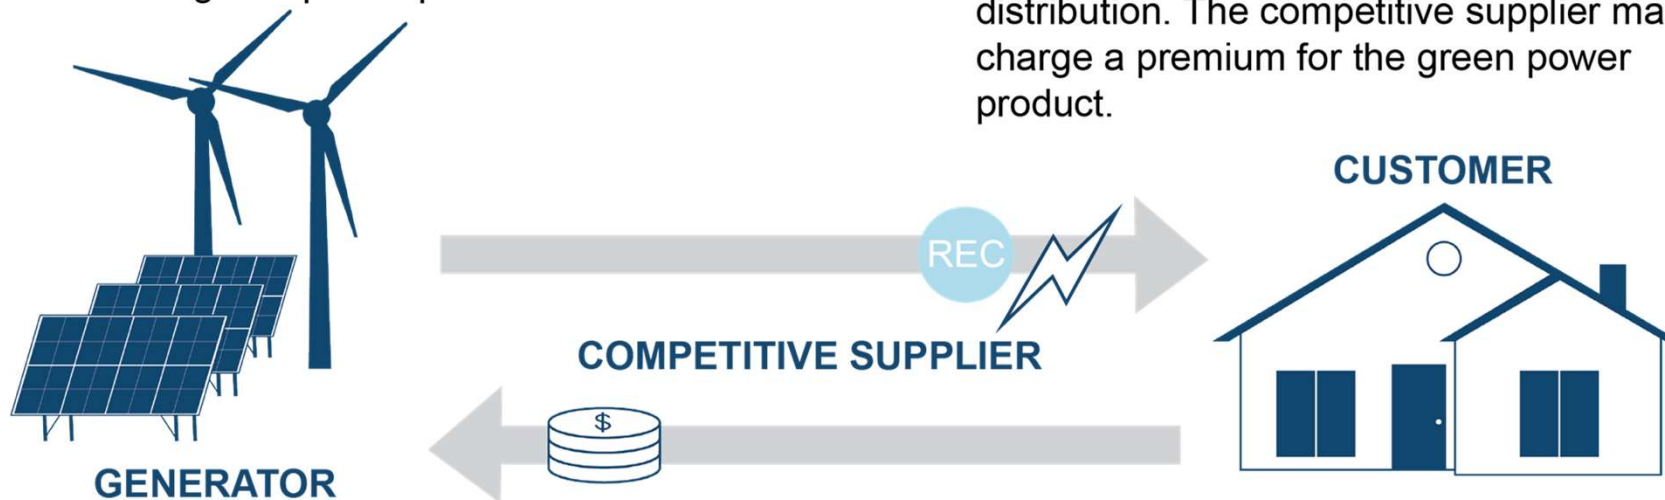 distribution. The competitive supplier ma
charge a premium for the green power
product.
CUSTOMER
REC
COMPETITIVE SUPPLIER
$
GENERATOR